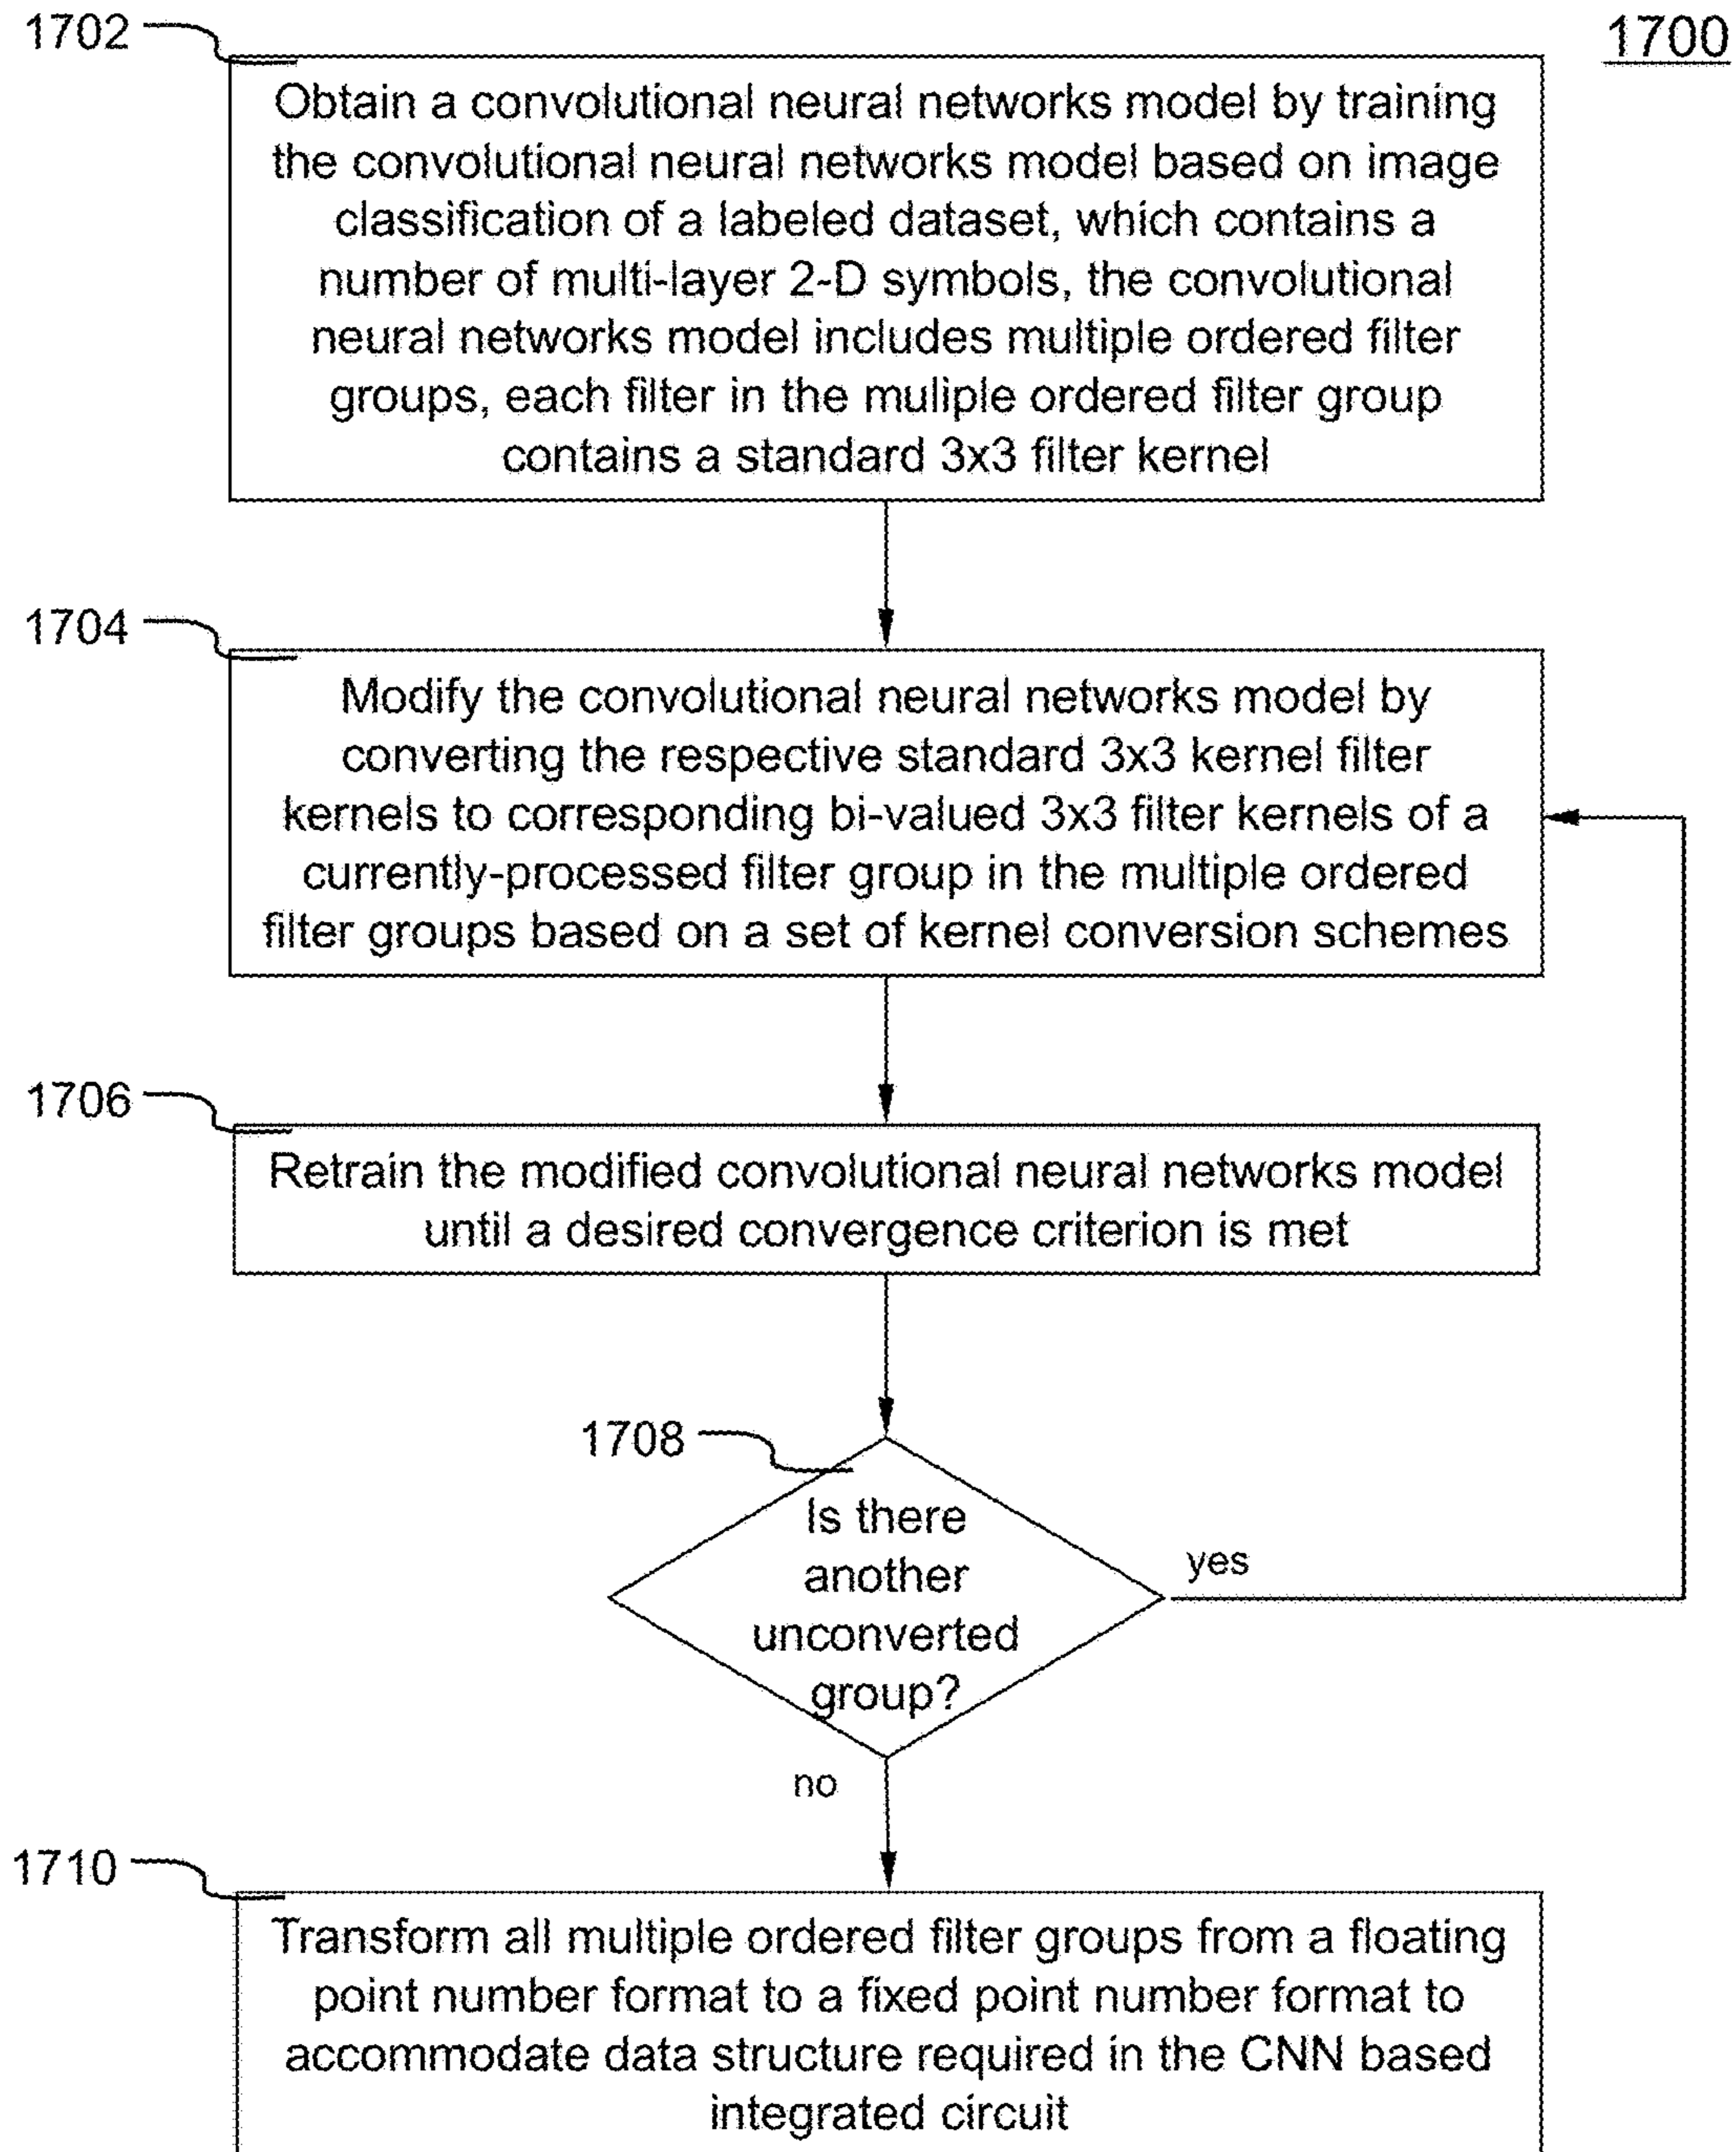 1702
1700
Obtain a convolutional neural networks model by training
the convolutional neural networks model based on image
classification of a labeled dataset, which contains a
number of multi-layer 2-D symbols, the convolutional
neural networks model includes multiple ordered filter
groups, each filter in the muliple ordered filter group
contains a standard 3x3 filter kernel
1704
Modify the convolutional neural networks model by
converting the respective standard 3x3 kernel filter
kernels to corresponding bi-valued 3x3 filter kernels of a
currently-processed filter group in the multiple ordered
filter groups based on a set of kernel conversion schemes
1706
Retrain the modified convolutional neural networks model
until a desired convergence criterion is met
1708
Is there
another
unconverted
group?
yes
no
1710
Transform all multiple ordered filter groups from a floating
point number format to a fixed point number format to
accommodate data structure required in the CNN based
integrated circuit